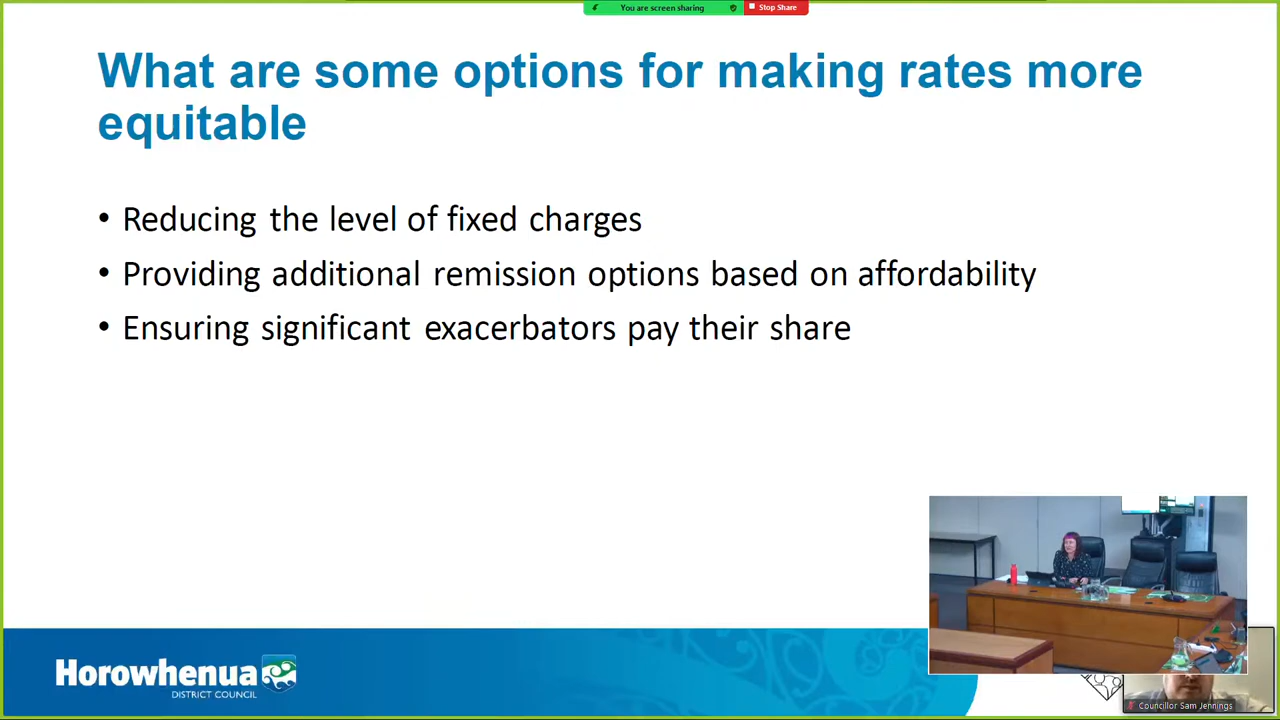 You are screen sharing
Stop Share
What are some options for making rates more
equitable
• Reducing the level of fixed charges
• Providing additional remission options based on affordability
• Ensuring significant exacerbators pay their share
Horowhenua
DISTRICT COUNCIL
Councillor Sam Jennings